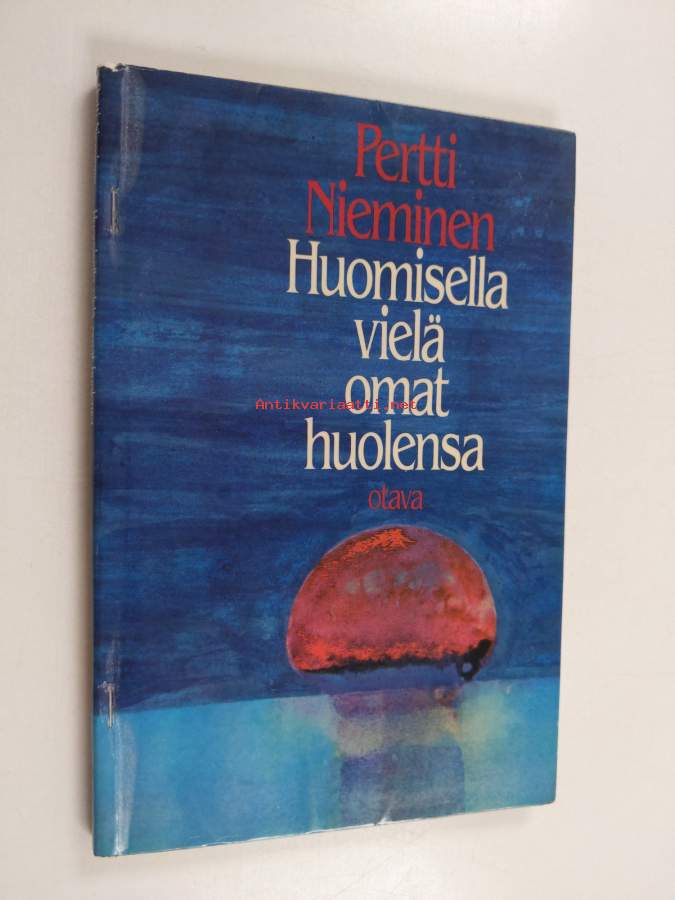 Pertti
Nieminen
Huomisella
vielä
omat
Antikvariaatti.net
huolensa
otava